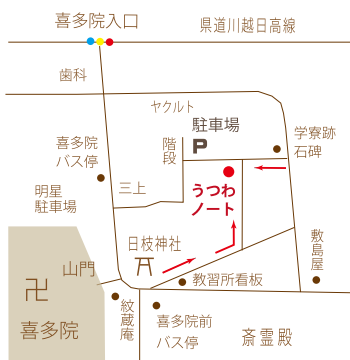 喜多院入口
県道川越日高線
歯科
ヤクルト
駐車場
P
階段
学寮跡
石碑
喜多院
バス停
うつわ
ノート
三上
明星
駐車場
日枝神社
敷島屋
山門
教習所看板
卍
喜多院
紋蔵庵
喜多院前
バス停
斎霊殿